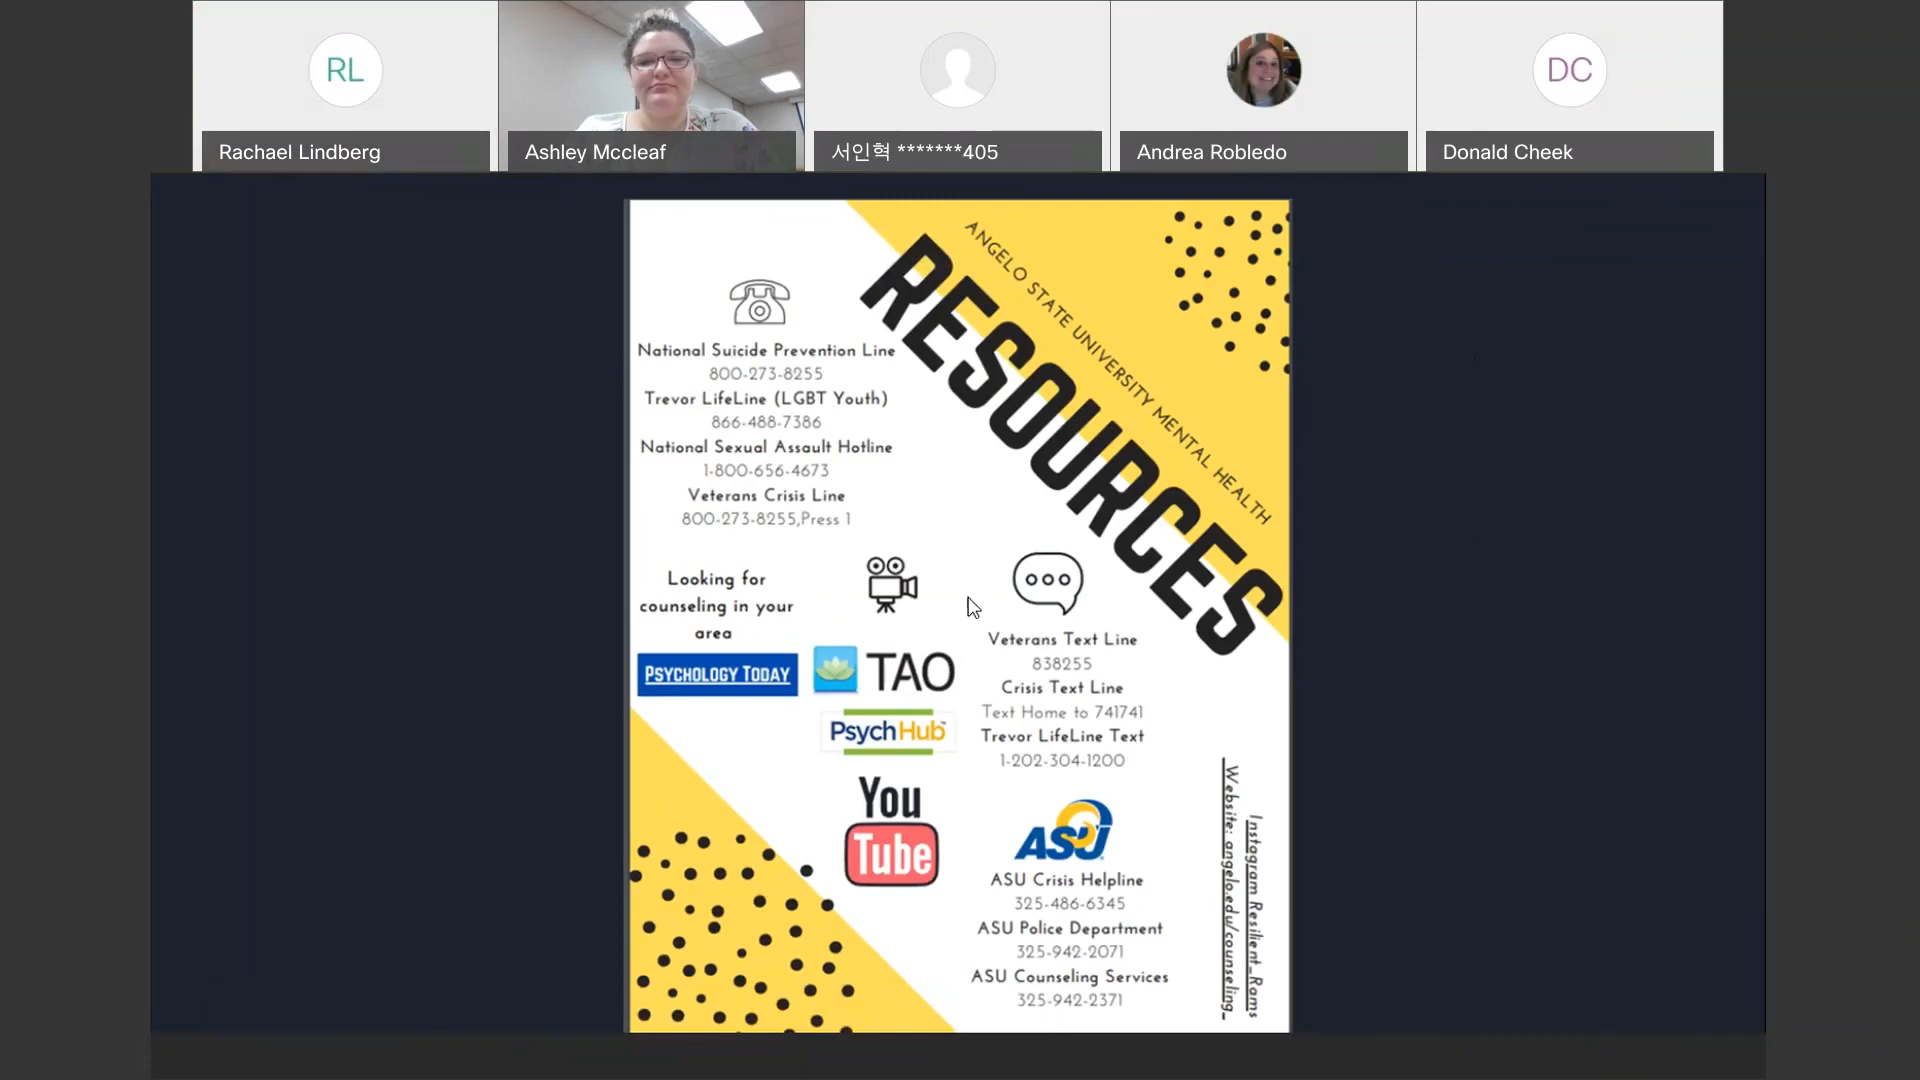 RL
DC
Rachael Lindberg
Ashley Mccleaf
서인혁 *******405
Andrea Robledo
Donald Cheek
ANGELO STATE UNIVERSITY MENTAL HEALTH
RESOURCES
National Suicide Prevention Line
800-273-8255
Trevor LifeLine (LGBT Youth)
866-488-7386
National Sexual Assault Hotline
1-800-656-4673
Veterans Crisis Line
800-273-8255,Press 1
Looking for
counseling in your
area
PSYCHOLOGY TODAY
TAO
PsychHub™
You
Tube
Veterans Text Line
838255
Crisis Text Line
Text Home to 741741
Trevor LifeLine Text
1-202-304-1200
ASU
ASU Crisis Helpline
325-486-6345
ASU Police Department
325-942-2071
ASU Counseling Services
325-942-2371
Instagram Resilient_Rams
Website: angelo.edu/counseling_